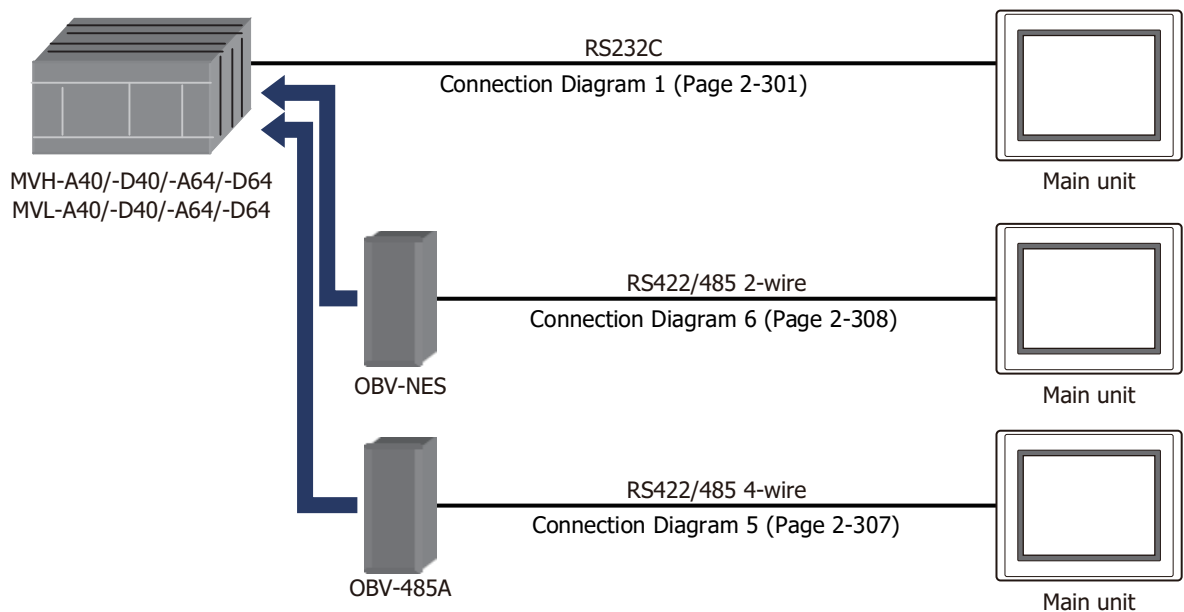 RS232C
Connection Diagram 1 (Page 2-301)
MVH-A40/-D40/-A64/-D64
MVL-A40/-D40/-A64/-D64
Main unit
RS422/485 2-wire
Connection Diagram 6 (Page 2-308)
OBV-NES
Main unit
RS422/485 4-wire
Connection Diagram 5 (Page 2-307)
OBV-485A
Main unit